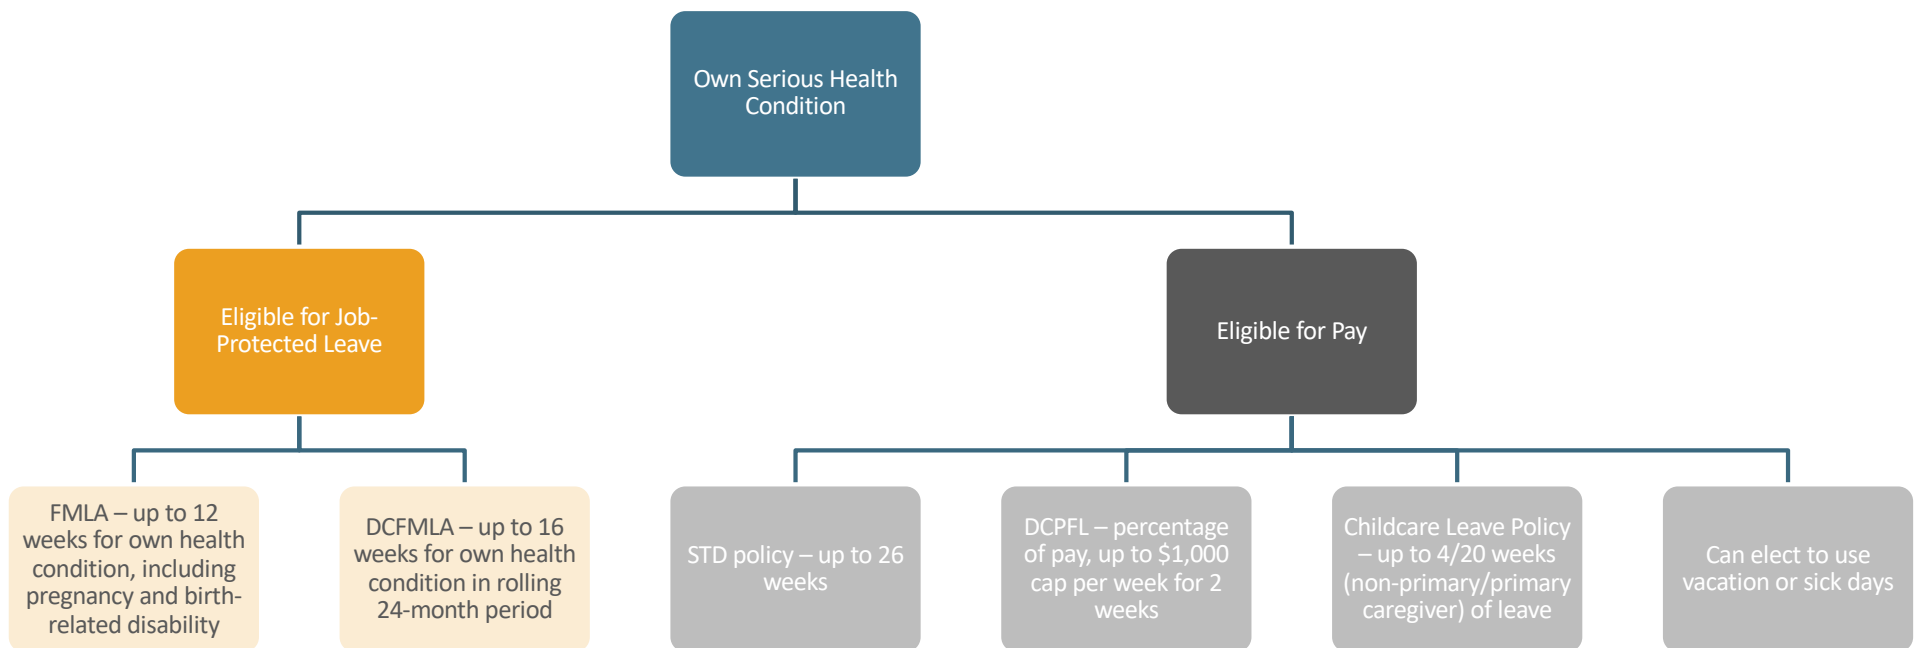 Own Serious Health
Condition
Eligible for Job-
Protected Leave
Eligible for Pay
FMLA – up to 12
weeks for own health
condition, including
pregnancy and birth-
related disability
DCFMLA – up to 16
weeks for own health
condition in rolling
24-month period
STD policy – up to 26
weeks
DCPFL – percentage
of pay, up to $1,000
cap per week for 2
weeks
Childcare Leave Policy
– up to 4/20 weeks
(non-primary/primary
caregiver) of leave
Can elect to use
vacation or sick days